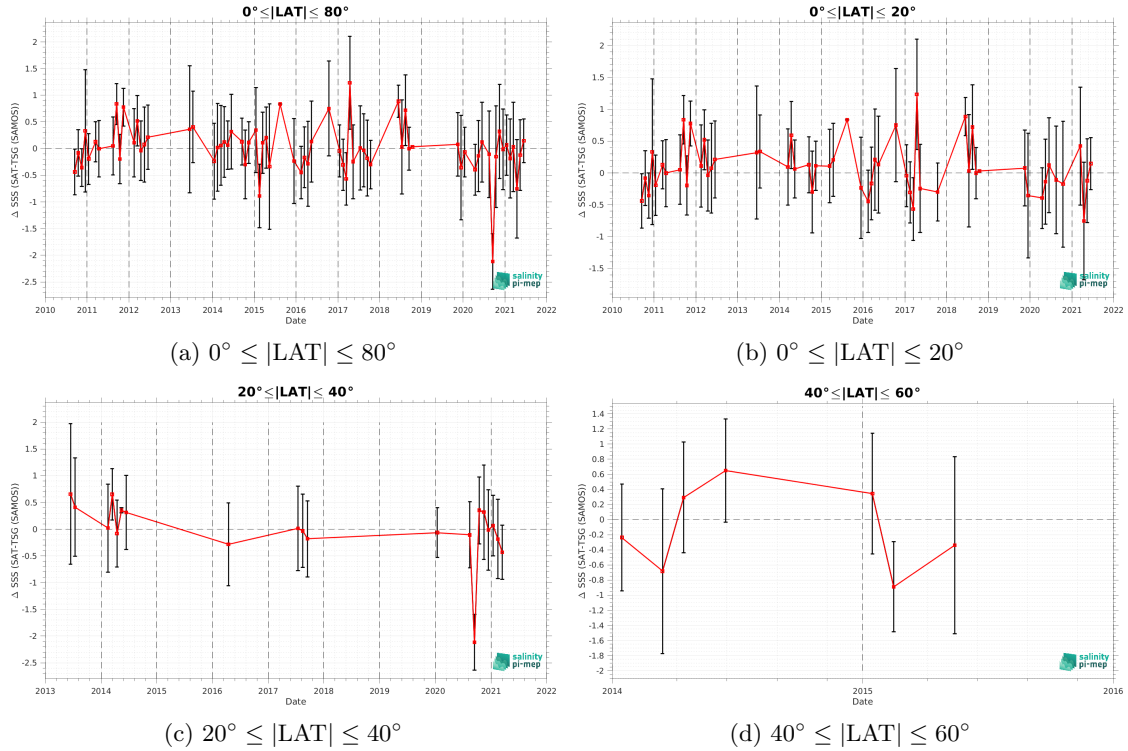 0°≤|LAT|≤ 80°
Δ SSS (SAT-TSG (SAMOS))
2
1.5
1
0.5
0
-0.5
-1
-1.5
-2
-2.5
2010 2011 2012 2013 2014 2015 2016 2017 2018 2019 2020 2021 2022
Date
salinity
pi-mep
(a) 0° ≤ |LAT| ≤ 80°
0°≤|LAT|≤ 20°
Δ SSS (SAT-TSG (SAMOS))
2
1.5
1
0.5
0
-0.5
-1
-1.5
2010 2011 2012 2013 2014 2015 2016 2017 2018 2019 2020 2021 2022
Date
salinity
pi-mep
(b) 0° ≤ |LAT| ≤ 20°
20°≤|LAT|≤ 40°
Δ SSS (SAT-TSG (SAMOS))
2
1.5
1
0.5
0
-0.5
-1
-1.5
-2
-2.5
2013 2014 2015 2016 2017 2018 2019 2020 2021 2022
Date
salinity
pi-mep
(c) 20° ≤ |LAT| ≤ 40°
40°≤|LAT|≤ 60°
Δ SSS (SAT-TSG (SAMOS))
1.4
1.2
1
0.8
0.6
0.4
0.2
0
-0.2
-0.4
-0.6
-0.8
-1
-1.2
-1.4
-1.6
-1.8
-2
2014 2015 2016
Date
salinity
pi-mep
(d) 40° ≤ |LAT| ≤ 60°